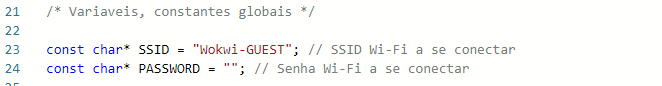 21 /* Variaveis, constantes globais */
22
23 const char* SSID = "Wokwi-GUEST"; // SSID Wi-Fi a se conectar
24 const char* PASSWORD = ""; // Senha Wi-Fi a se conectar